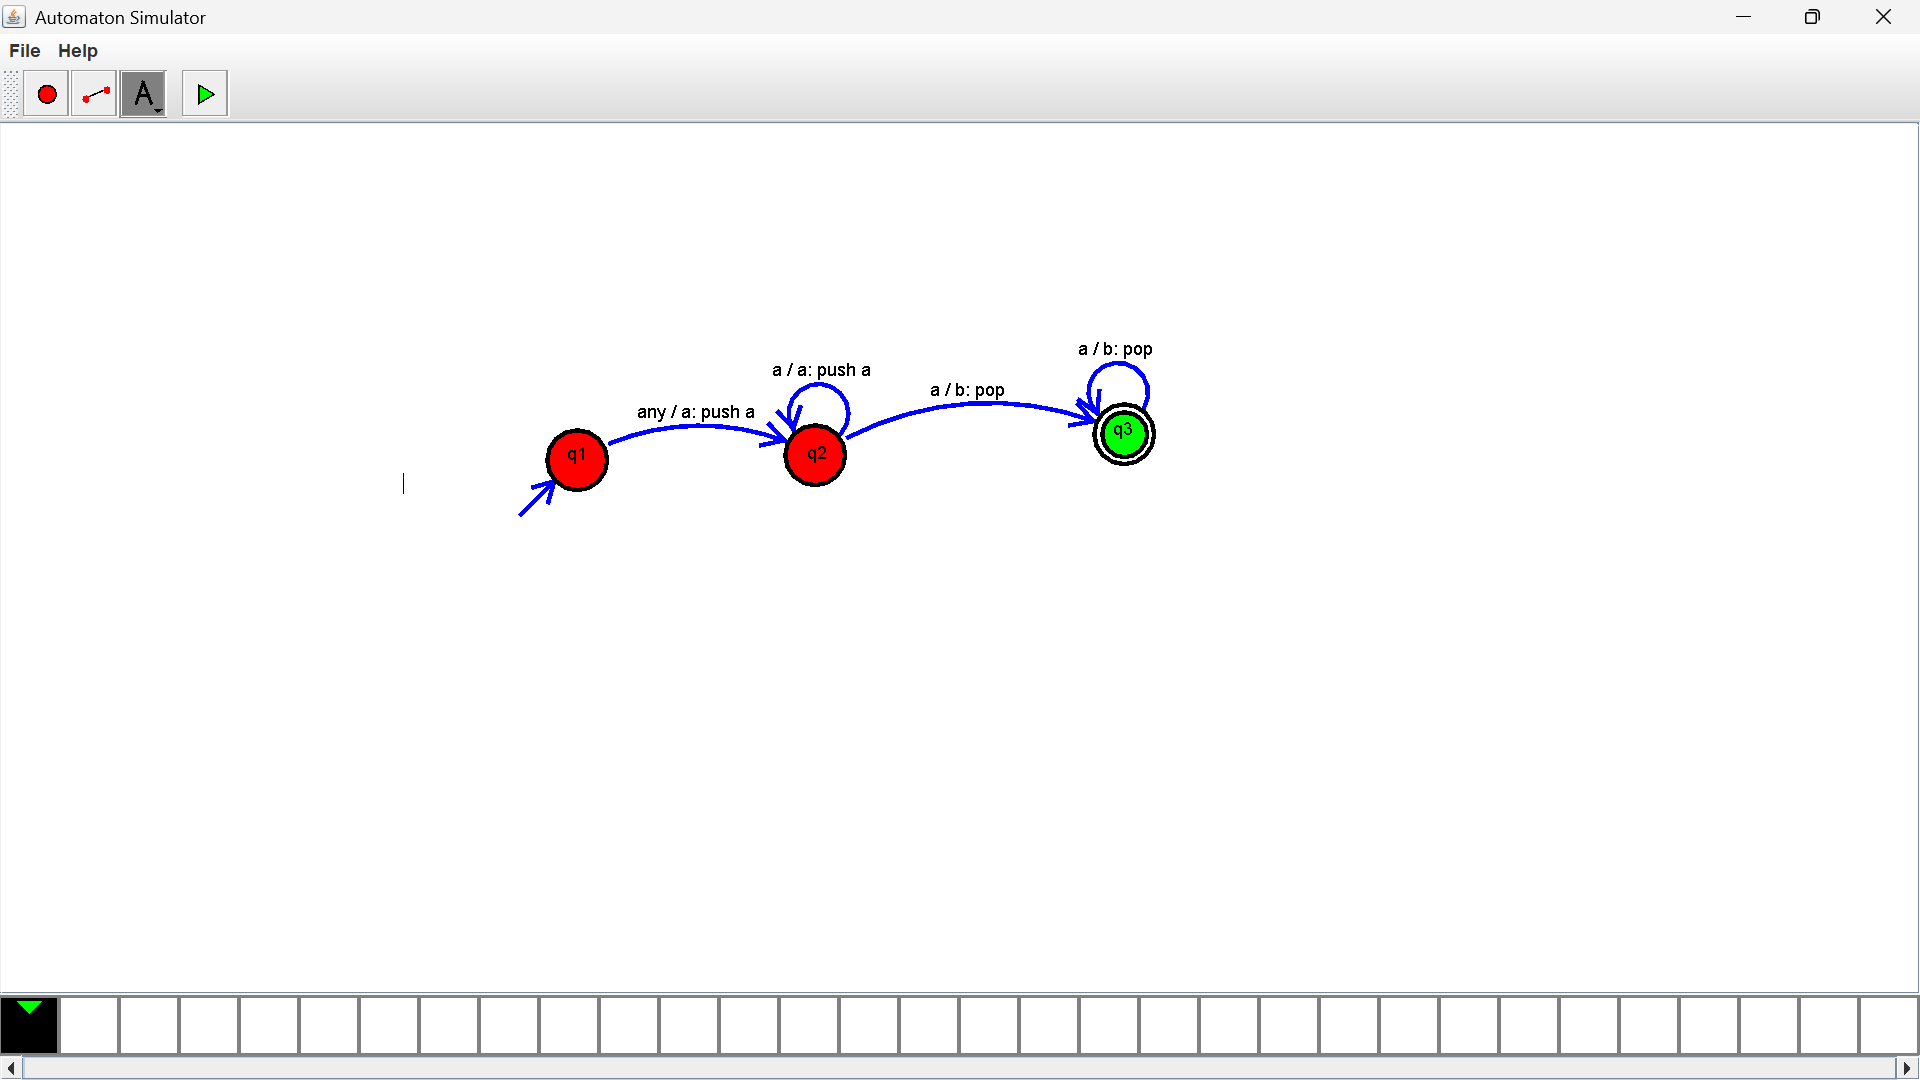 Automaton Simulator
File Help
A
a / b: pop
a / a: push a
a / b: pop
any / a: push a
q1
q2
q3